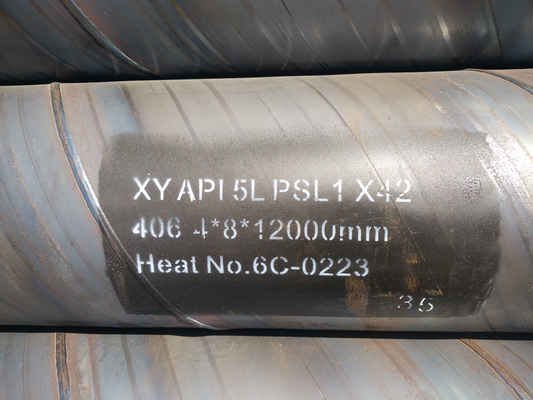 XY API 5L PSL1 X42
406 4*8*12000mm
Heat No.6C-0223
35